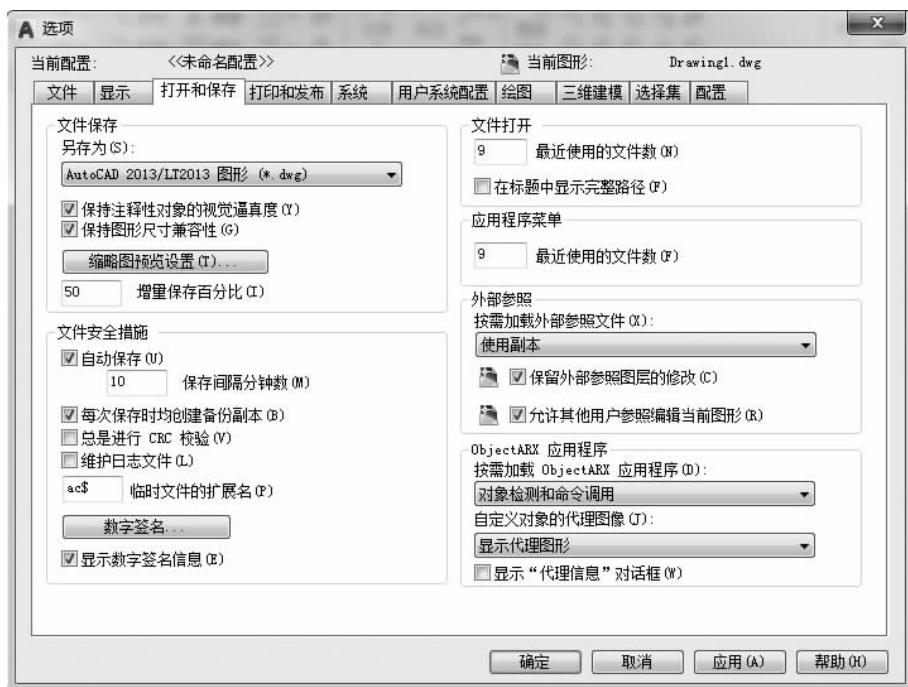 选项
当前配置: <<未命名配置>> 当前图形: Drawing1.dwg
文件 显示 打开和保存 打印和发布 系统 用户系统配置 绘图 三维建模 选择集 配置
文件保存
另存为(S):
AutoCAD 2013/LT2013 图形 (*.dwg)
保持注释性对象的视觉逼真度(Y)
保持图形尺寸兼容性(G)
缩略图预览设置(T)...
50 增量保存百分比(I)
文件安全措施
自动保存(U)
10 保存间隔分钟数(M)
每次保存时均创建备份副本(B)
总是进行 CRC 校验(V)
维护日志文件(L)
ac$ 临时文件的扩展名(P)
数字签名...
显示数字签名信息(E)
文件打开
9 最近使用的文件数(N)
在标题中显示完整路径(F)
应用程序菜单
9 最近使用的文件数(F)
外部参照
按需加载外部参照文件(X):
使用副本
保留外部参照图层的修改(C)
允许其他用户参照编辑当前图形(R)
ObjectARX 应用程序
按需加载 ObjectARX 应用程序(D):
对象检测和命令调用
自定义对象的代理图像(J):
显示代理图形
显示“代理信息”对话框(W)
确定 取消 应用(A) 帮助(H)